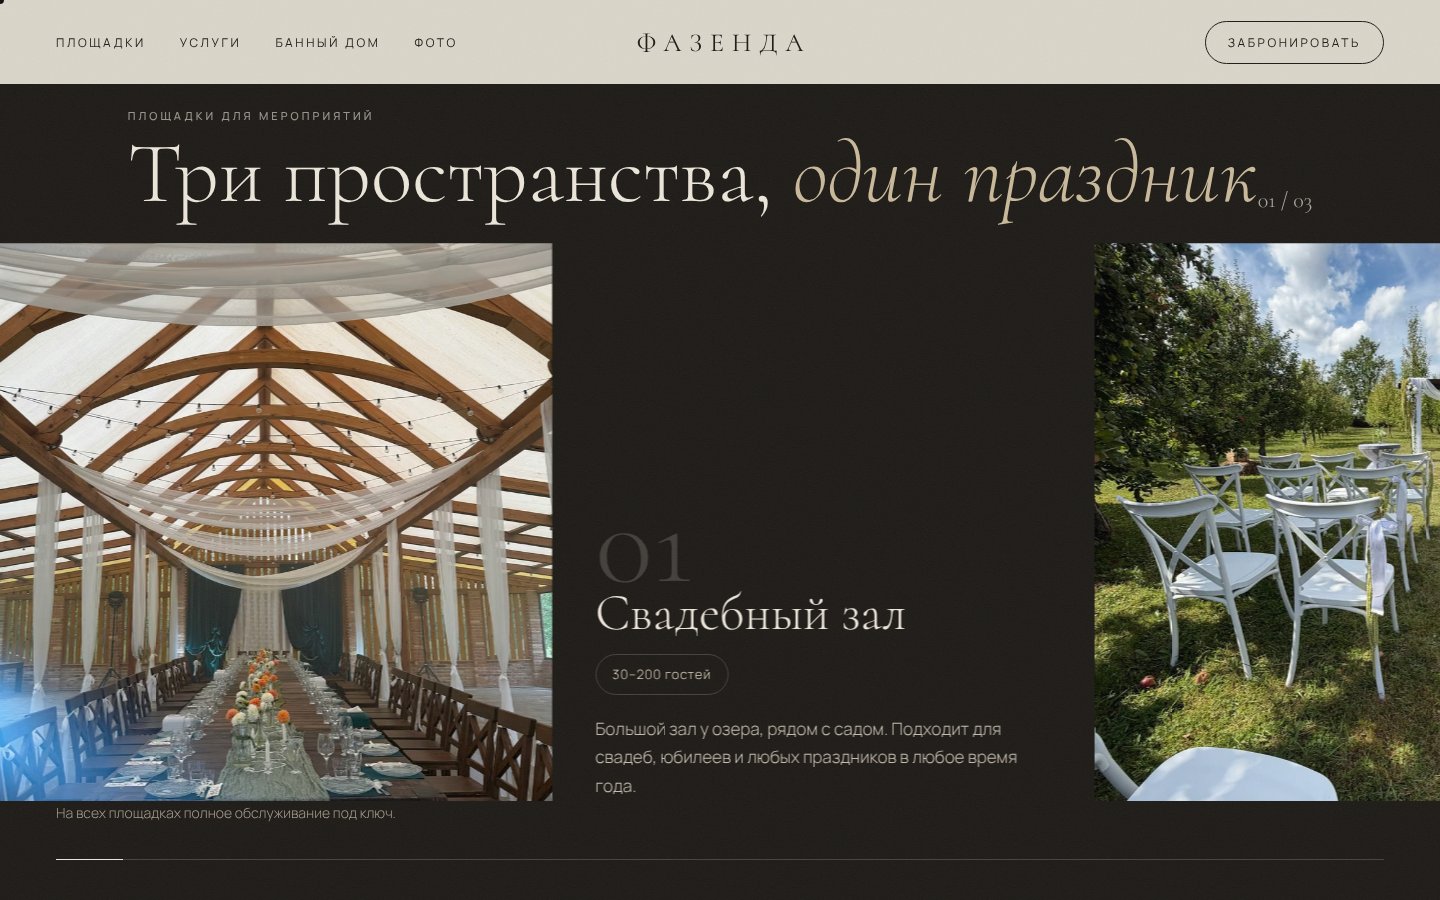 ПЛОЩАДКИ УСЛУГИ БАННЫЙ ДОМ ФОТО
ФАЗЕНДА
ЗАБРОНИРОВАТЬ
ПЛОЩАДКИ ДЛЯ МЕРОПРИЯТИЙ
Три пространства, один праздник
01 / 03
01
Свадебный зал
30–200 гостей
Большой зал у озера, рядом с садом. Подходит для
свадеб, юбилеев и любых праздников в любое время
года.
На всех площадках полное обслуживание под ключ.